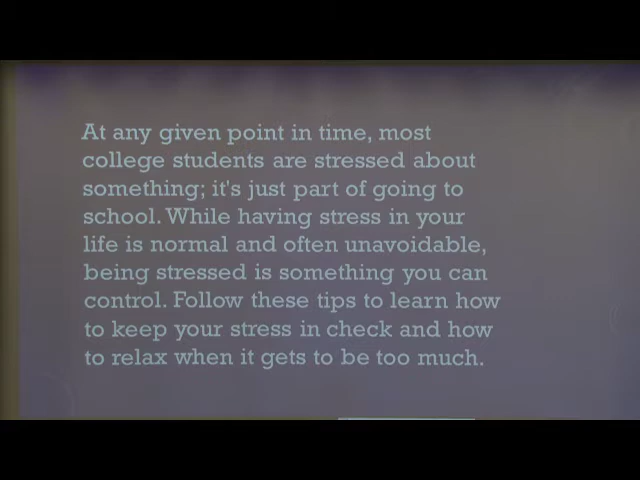 At any given point in time, most
college students are stressed about
something; it's just part of going to
school. While having stress in your
life is normal and often unavoidable,
being stressed is something you can
control. Follow these tips to learn how
to keep your stress in check and how
to relax when it gets to be too much.